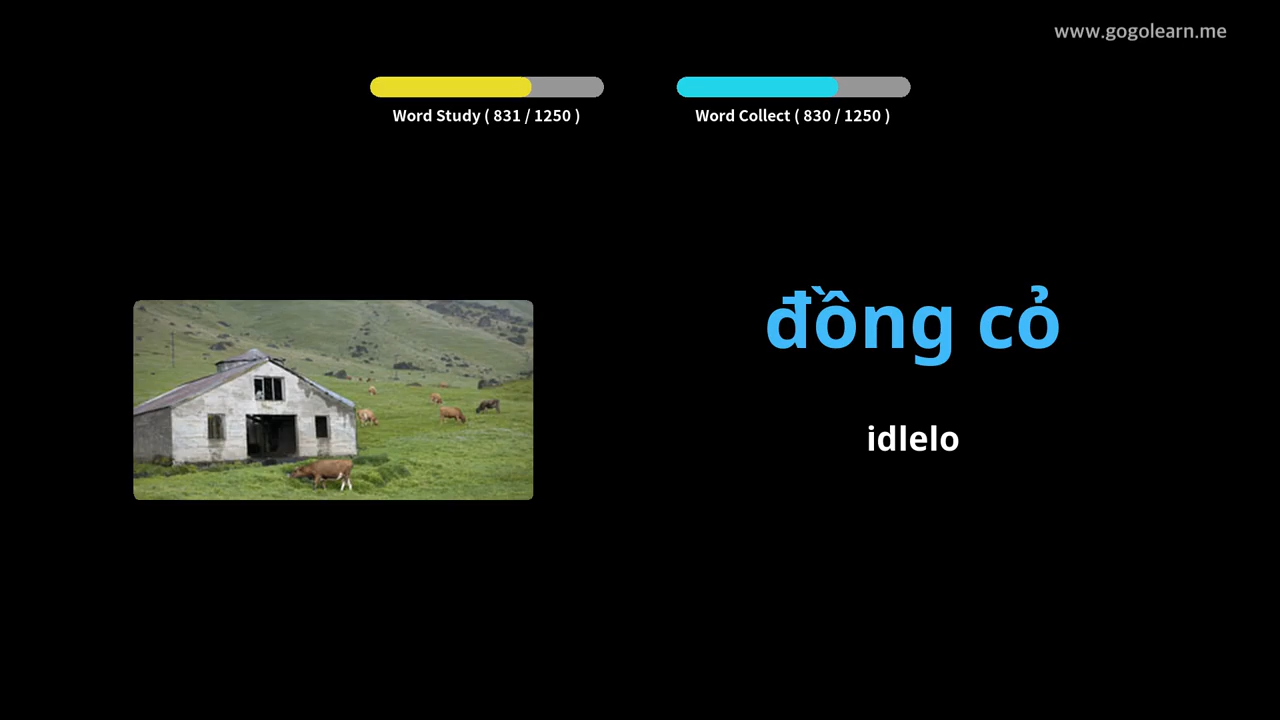 www.gogolearn.me
Word Study ( 831 / 1250 )
Word Collect ( 830 / 1250 )
đồng cỏ
idlelo